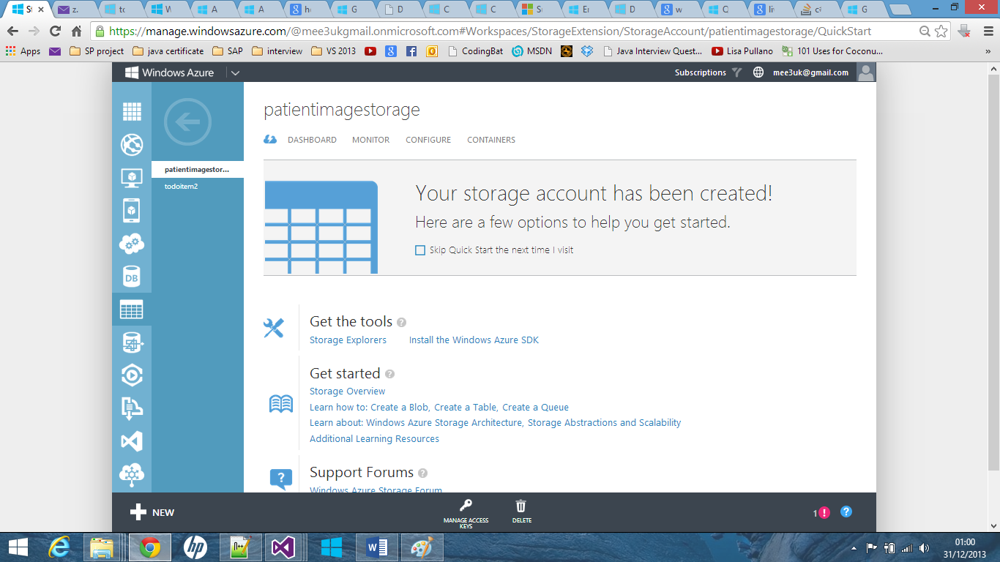 St
z.
to
W
A
A
ho
G
D
C
C
St
Er
D
w
Q
liv
c#
G
https://manage.windowsazure.com/@mee3ukgmail.onmicrosoft.com#Workspaces/StorageExtension/StorageAccount/patientimagestorage/QuickStart
Apps
SP project
java certificate
SAP
interview
VS 2013
CodingBat
MSDN
Java Interview Quest...
Lisa Pullano
101 Uses for Coconu...
»
Windows Azure
Subscriptions
mee3uk@gmail.com
patientimagestorage
DASHBOARD MONITOR CONFIGURE CONTAINERS
patientimagestor...
todoitem2
Your storage account has been created!
Here are a few options to help you get started.
Skip Quick Start the next time I visit
DB
Get the tools ?
Storage Explorers Install the Windows Azure SDK
Get started ?
Storage Overview
Learn how to: Create a Blob, Create a Table, Create a Queue
Learn about: Windows Azure Storage Architecture, Storage Abstractions and Scalability
Additional Learning Resources
Support Forums ?
Windows Azure Storage Forum
NEW
MANAGE ACCESS
KEYS
DELETE
1 !
?
hp
N++
01:00
31/12/2013